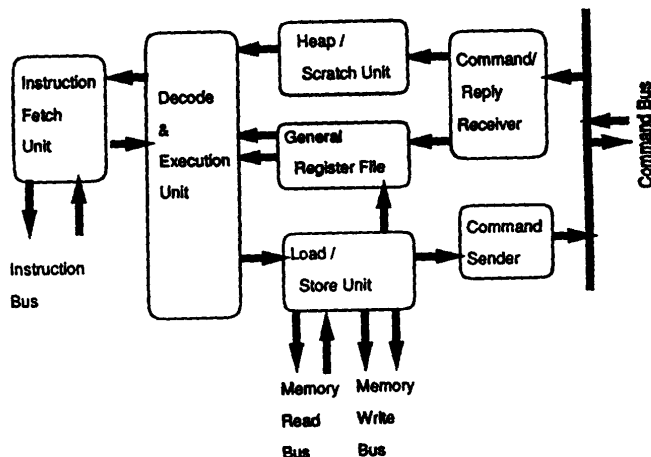 Instruction
Fetch
Unit
Instruction
Bus
Decode
&
Execution
Unit
Heap /
Scratch Unit
General
Register File
Load /
Store Unit
Memory
Read
Bus
Memory
Write
Bus
Command/
Reply
Receiver
Command
Sender
Command Bus